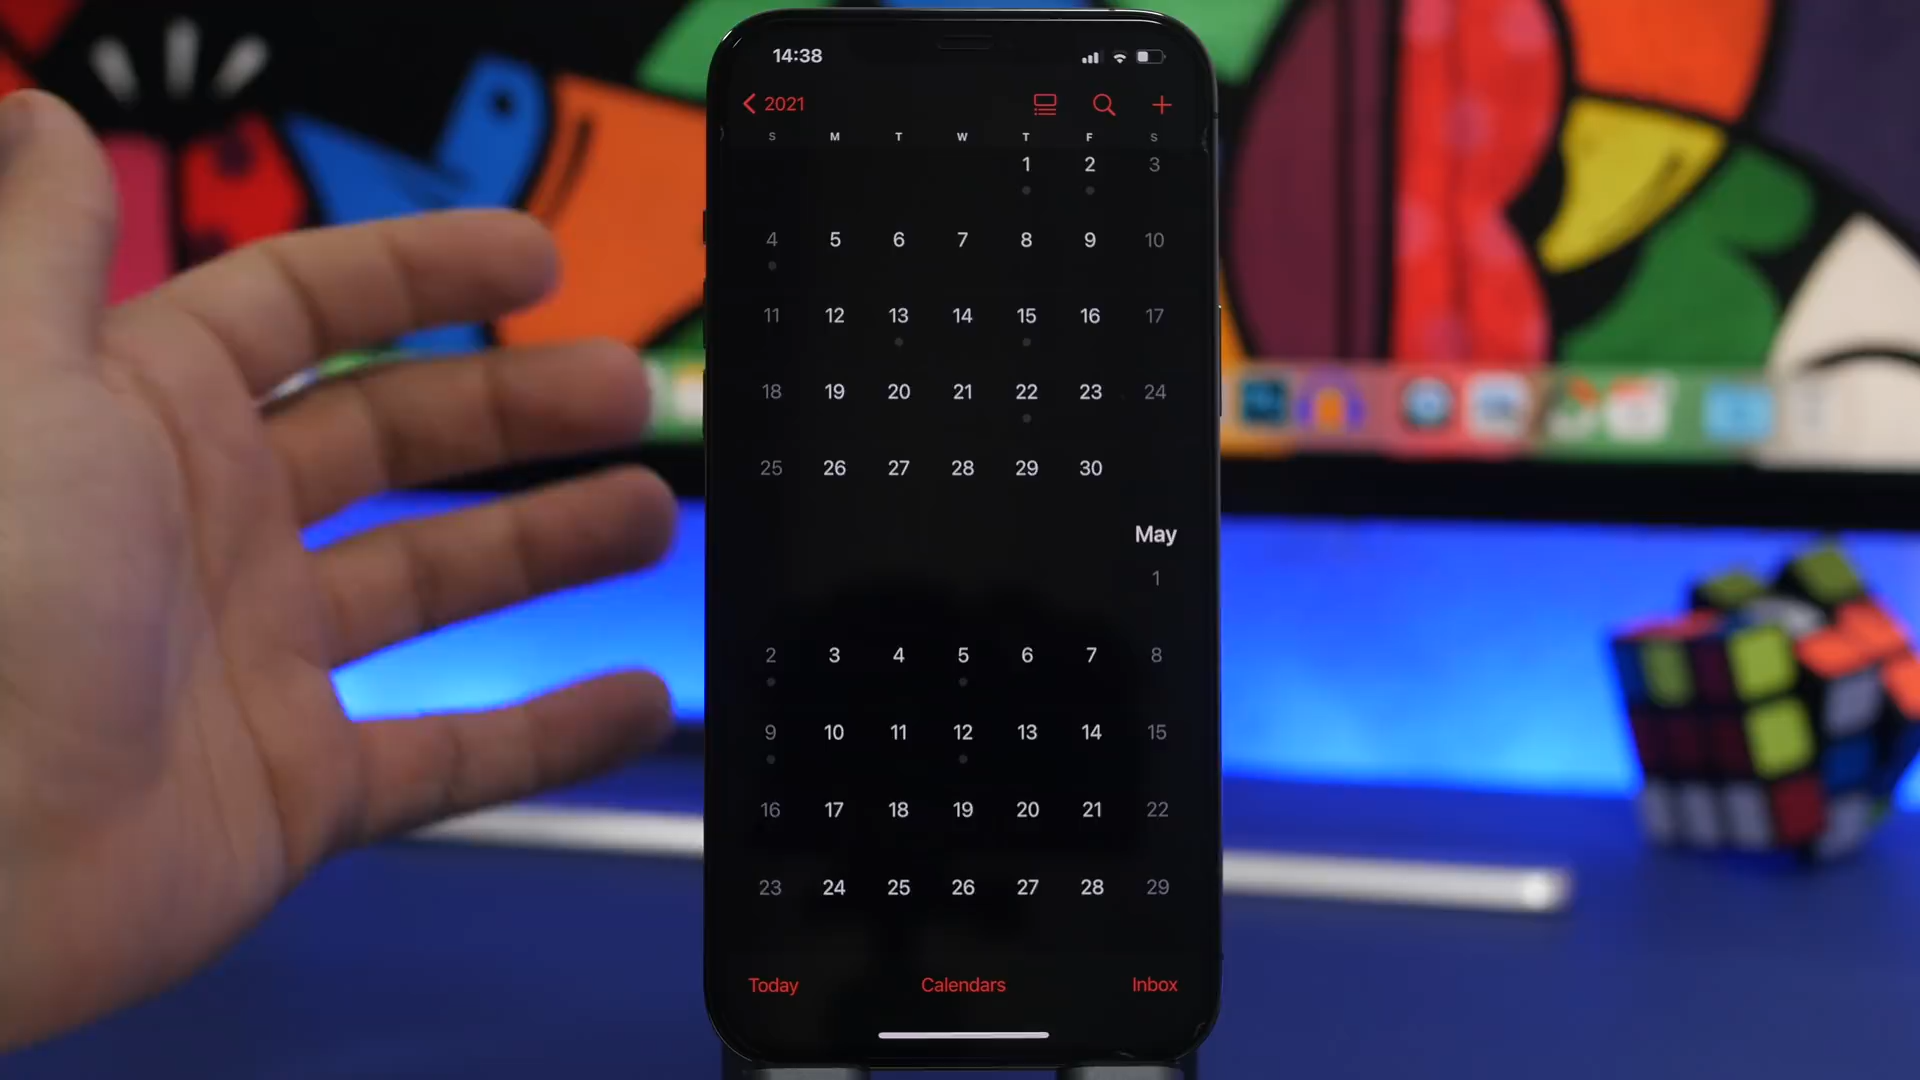 14:38
2021
S M T W T F S
1 2 3
4 5 6 7 8 9 10
11 12 13 14 15 16 17
18 19 20 21 22 23 24
25 26 27 28 29 30
May
1
2 3 4 5 6 7 8
9 10 11 12 13 14 15
16 17 18 19 20 21 22
23 24 25 26 27 28 29
Today Calendars Inbox